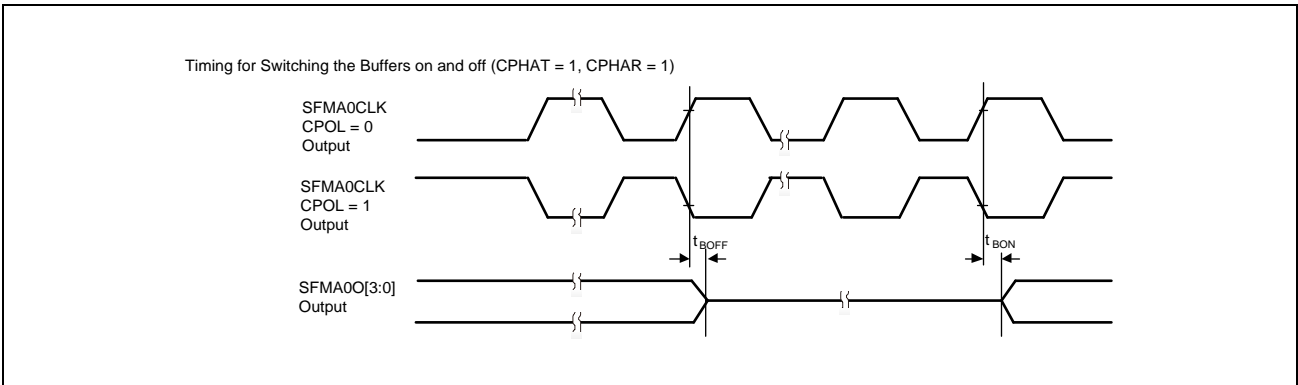 Timing for Switching the Buffers on and off (CPHAT = 1, CPHAR = 1)
SFMA0CLK
CPOL = 0
Output
SFMA0CLK
CPOL = 1
Output
tBOFF
tBON
SFMA0O[3:0]
Output